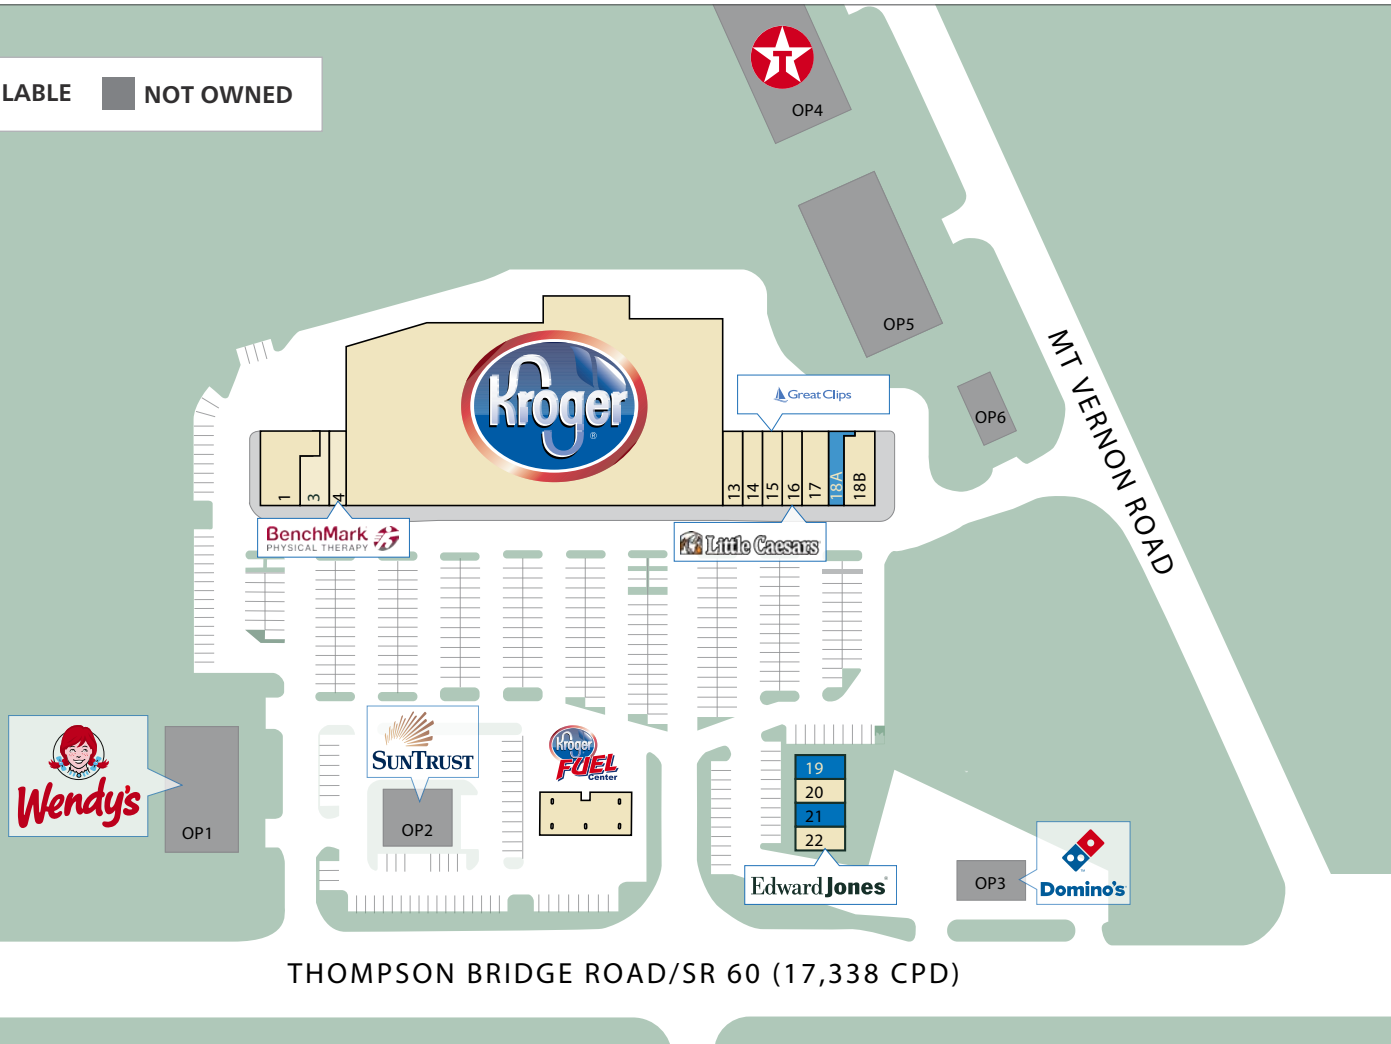 LABLE
NOT OWNED
OP4
OP5
MT VERNON ROAD
Kroger
®
GreatClips
OP6
1
3
4
13
14
15
16
17
18A
18B
BenchMark
PHYSICAL THERAPY
Little Caesars
Wendy's
OP1
SUNTRUST
OP2
Kroger
FUEL
Center
19
20
21
22
Edward Jones®
OP3
Domino's
THOMPSON BRIDGE ROAD/SR 60 (17,338 CPD)